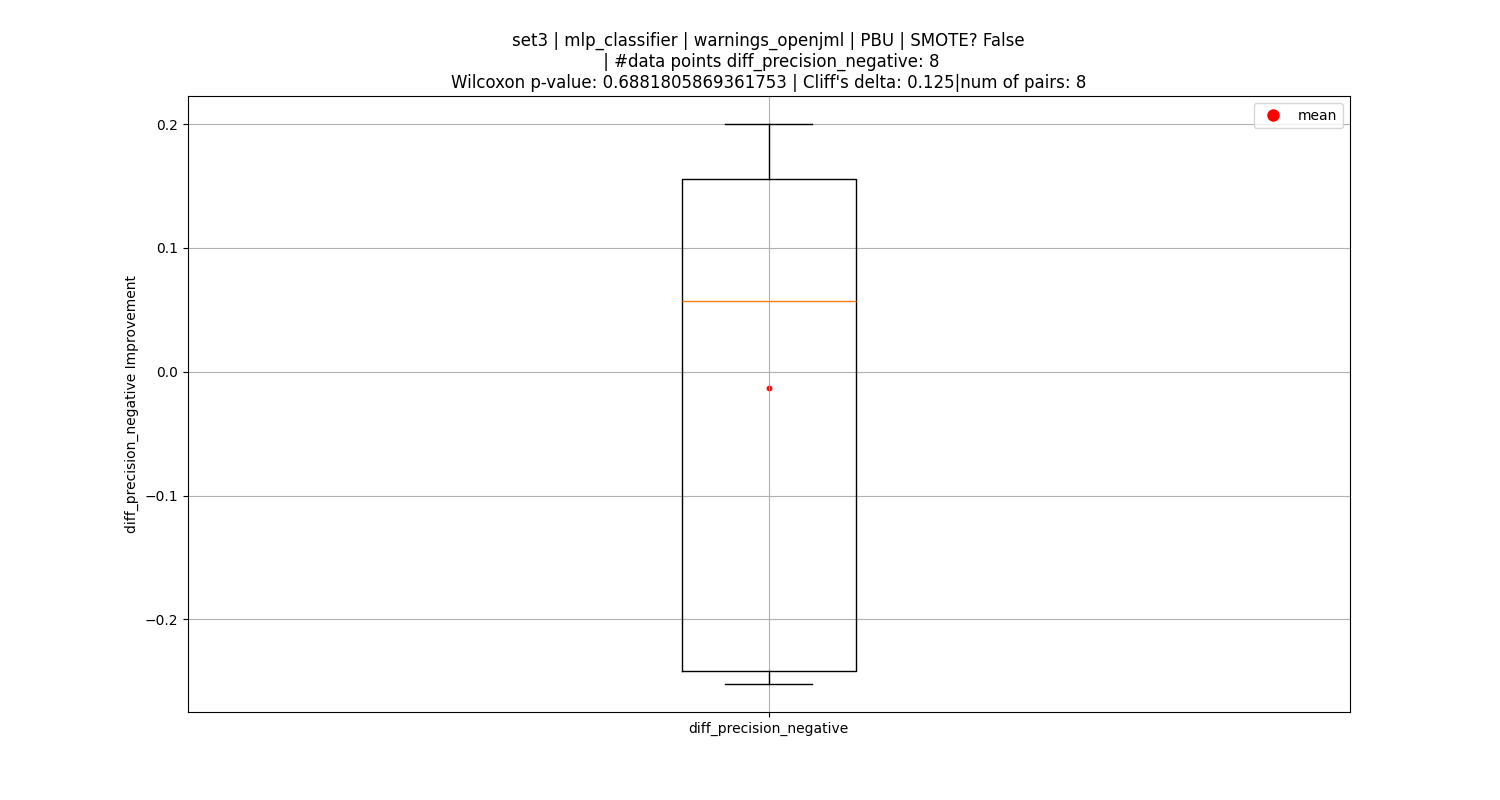 set3 | mlp_classifier | warnings_openjml | PBU | SMOTE? False
| #data points diff_precision_negative: 8
Wilcoxon p-value: 0.6881805869361753 | Cliff's delta: 0.125|num of pairs: 8
mean
0.2
0.1
0.0
−0.1
−0.2
diff_precision_negative Improvement
diff_precision_negative